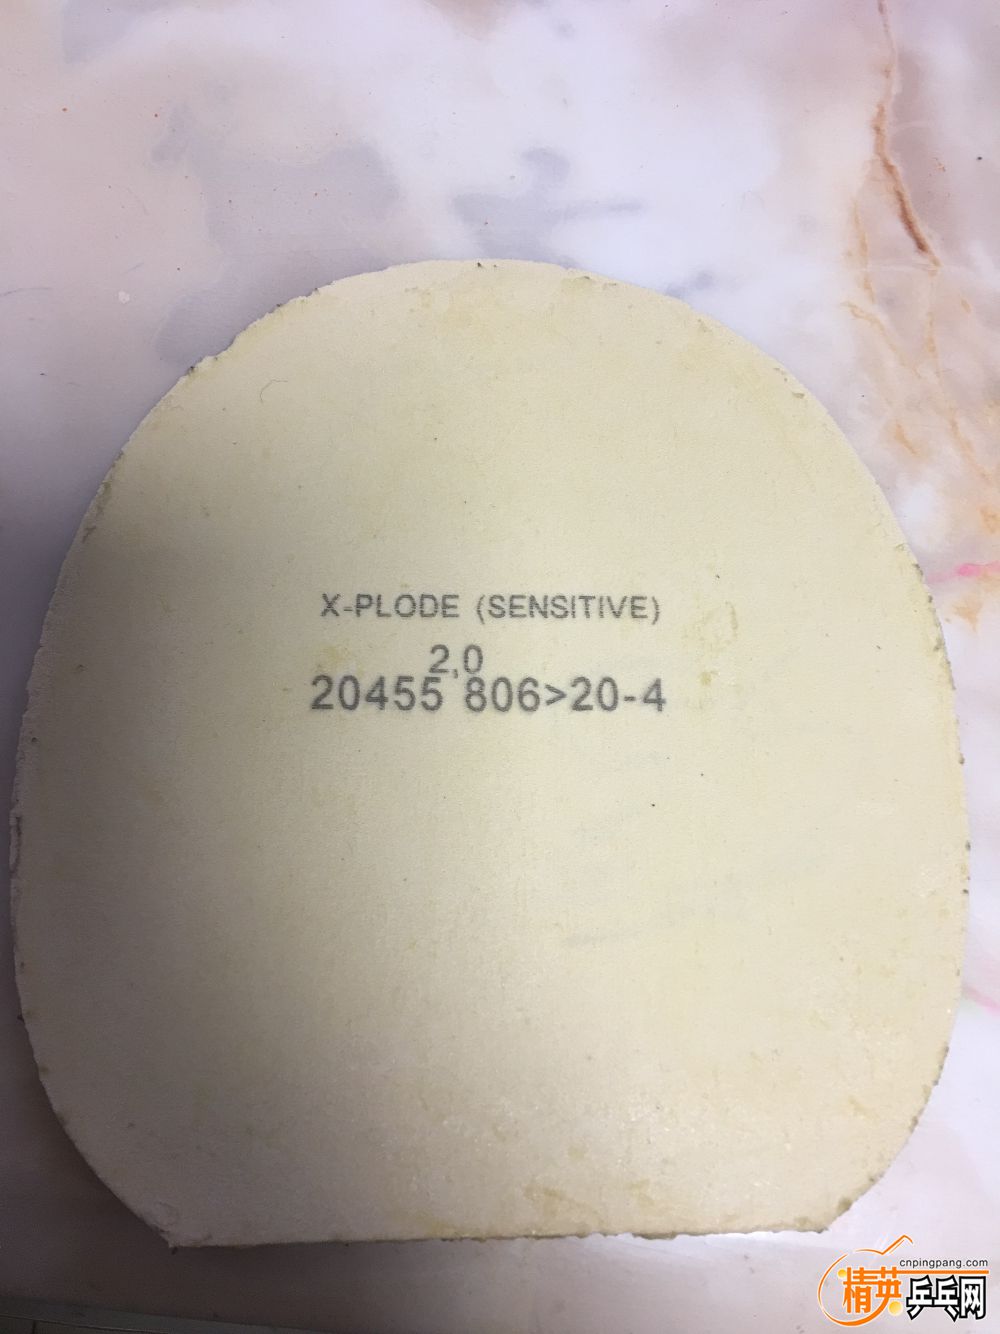 X-PLODE (SENSITIVE)
2,0
20455 806>20-4
cnpingpang.com
精英乒乓网